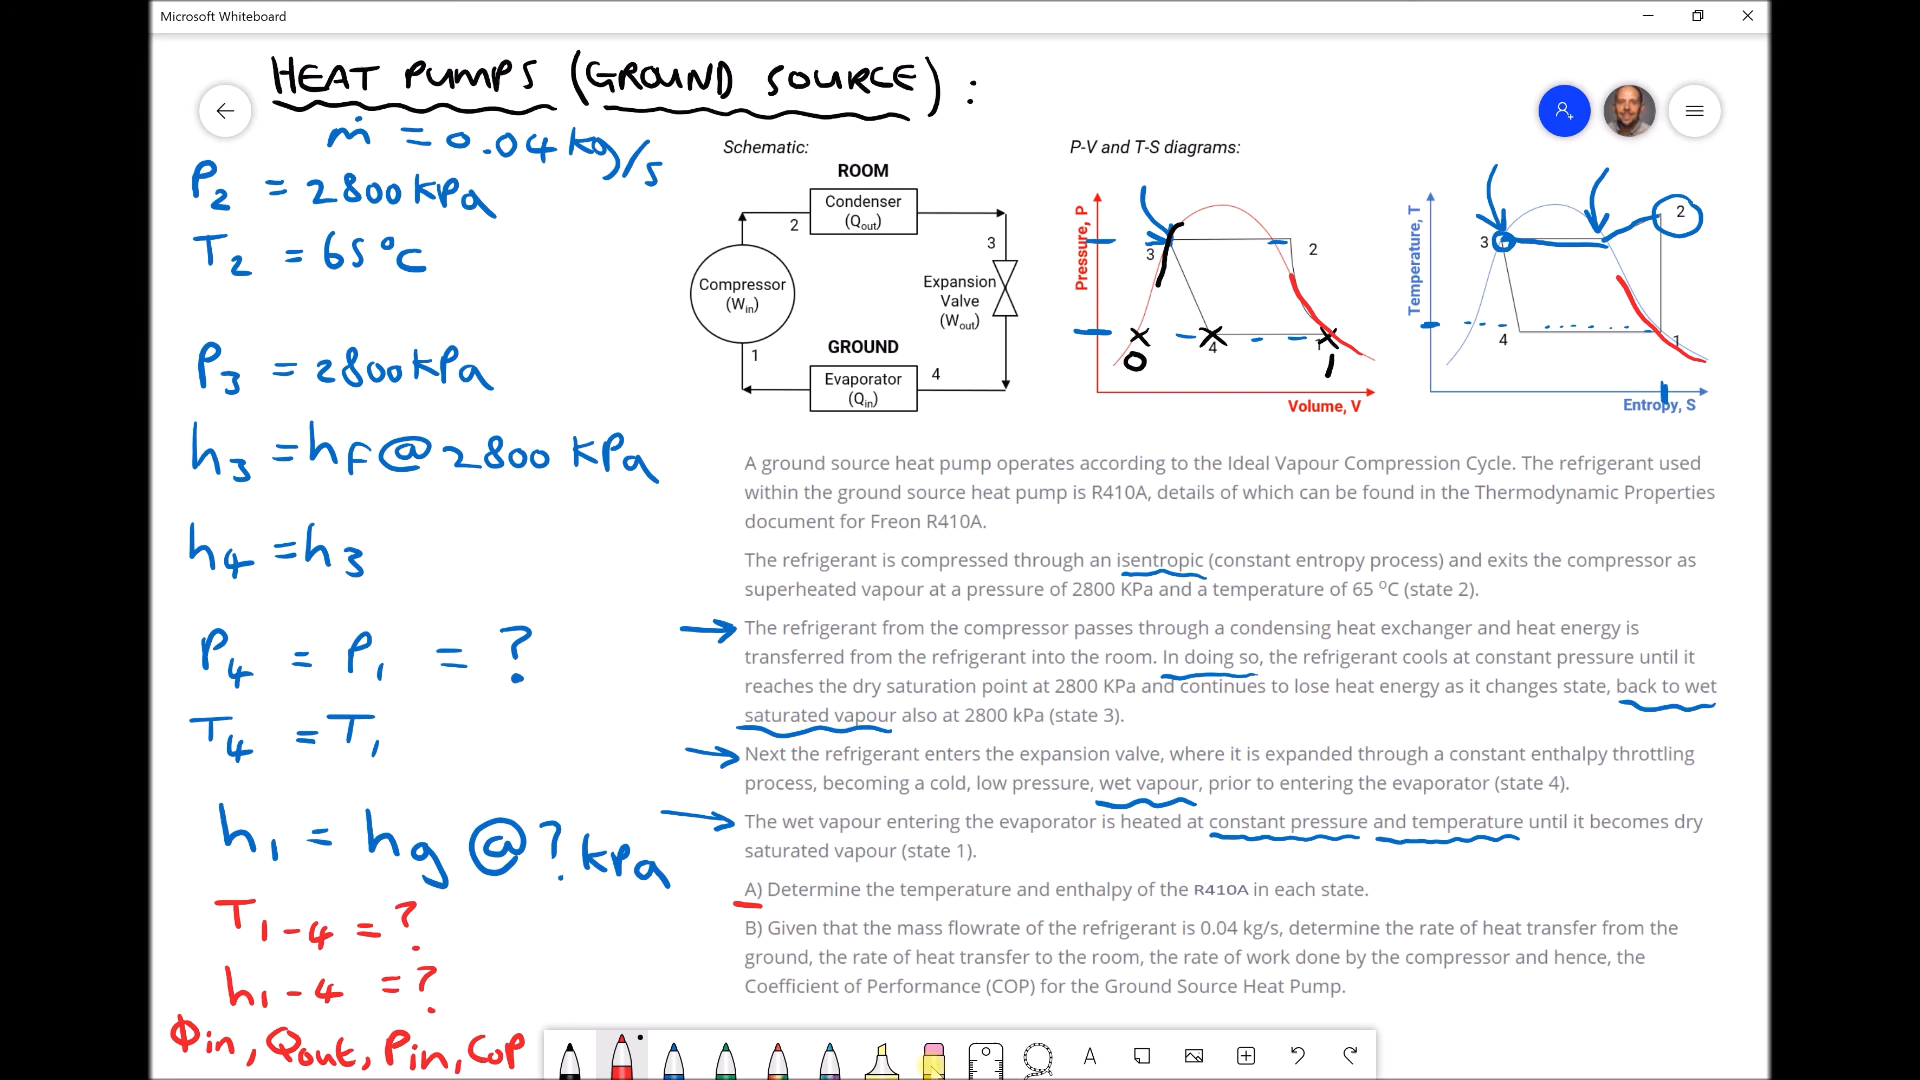 Microsoft Whiteboard
HEAT PUMPS (GROUND SOURCE) :
ṁ = 0.04 kg/s
P2 = 2800 kPa
T2 = 65 °C
P3 = 2800 kPa
h3 = hf @ 2800 kPa
h4 = h3
P4 = P1 = ?
T4 = T1
h1 = hg @ ? kPa
T1-4 = ?
h1-4 = ?
Φin, Qout, Pin, COP
Schematic:
ROOM
Condenser
(Qout)
2
3
Compressor
(Win)
Expansion
Valve
(Wout)
1
GROUND
4
Evaporator
(Qin)
P-V and T-S diagrams:
Pressure, P
3
2
4
1
0
1
Volume, V
Temperature, T
3
2
4
1
Entropy, S
A ground source heat pump operates according to the Ideal Vapour Compression Cycle. The refrigerant used
within the ground source heat pump is R410A, details of which can be found in the Thermodynamic Properties
document for Freon R410A.
The refrigerant is compressed through an isentropic (constant entropy process) and exits the compressor as
superheated vapour at a pressure of 2800 KPa and a temperature of 65 ºC (state 2).
The refrigerant from the compressor passes through a condensing heat exchanger and heat energy is
transferred from the refrigerant into the room. In doing so, the refrigerant cools at constant pressure until it
reaches the dry saturation point at 2800 KPa and continues to lose heat energy as it changes state, back to wet
saturated vapour also at 2800 kPa (state 3).
Next the refrigerant enters the expansion valve, where it is expanded through a constant enthalpy throttling
process, becoming a cold, low pressure, wet vapour, prior to entering the evaporator (state 4).
The wet vapour entering the evaporator is heated at constant pressure and temperature until it becomes dry
saturated vapour (state 1).
A) Determine the temperature and enthalpy of the R410A in each state.
B) Given that the mass flowrate of the refrigerant is 0.04 kg/s, determine the rate of heat transfer from the
ground, the rate of heat transfer to the room, the rate of work done by the compressor and hence, the
Coefficient of Performance (COP) for the Ground Source Heat Pump.
A